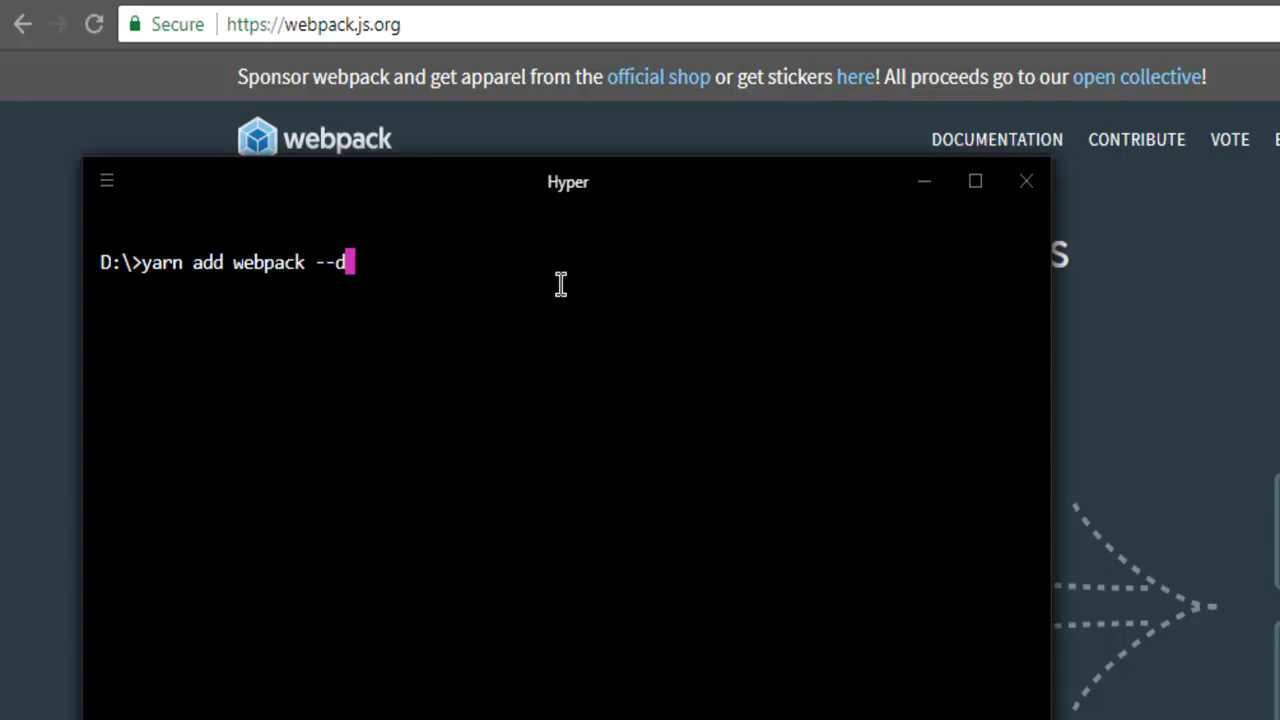 Secure https://webpack.js.org
Sponsor webpack and get apparel from the official shop or get stickers here! All proceeds go to our open collective!
webpack DOCUMENTATION CONTRIBUTE VOTE
Hyper
S
D:\>yarn add webpack --d